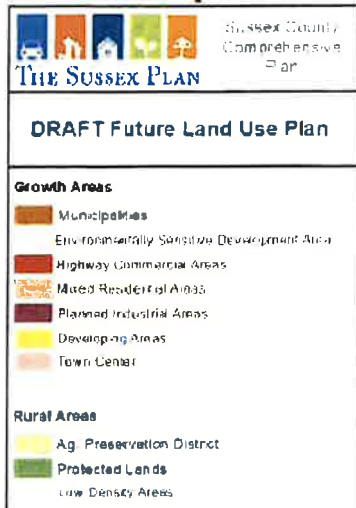 Sussex County
Comprehensive
Plan
THE SUSSEX PLAN
DRAFT Future Land Use Plan
Growth Areas
Municipalities
Environmentally Sensitive Development Area
Highway Commercial Areas
Mixed Residential Areas
Planned Industrial Areas
Developing Areas
Town Center
Rural Areas
Ag. Preservation District
Protected Lands
Low Density Areas